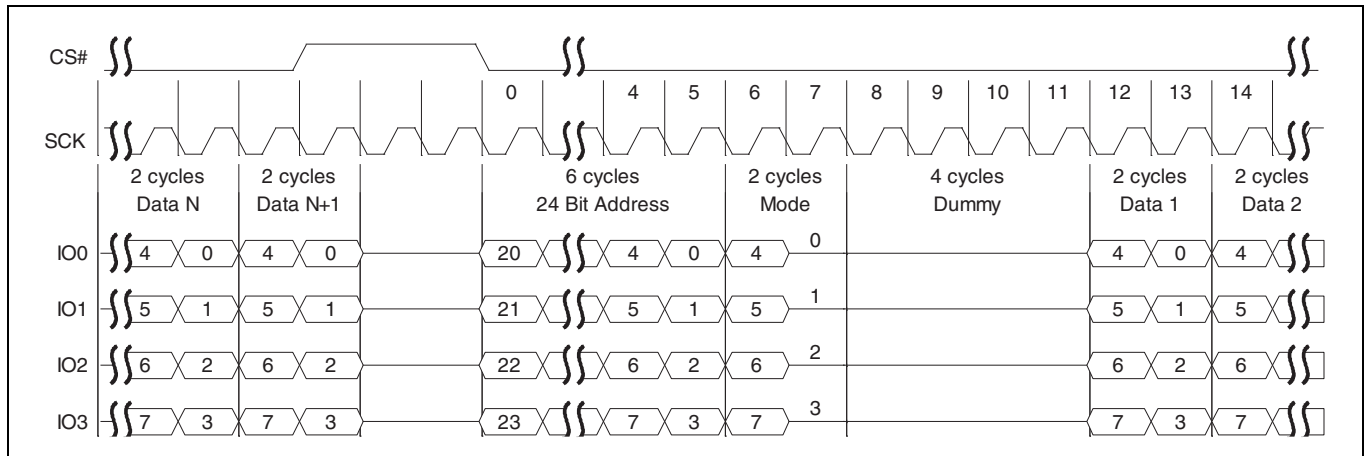 CS#
0 4 5 6 7 8 9 10 11 12 13 14
SCK
2 cycles 2 cycles 6 cycles 2 cycles 4 cycles 2 cycles 2 cycles
Data N Data N+1 24 Bit Address Mode Dummy Data 1 Data 2
IO0 4 0 4 0 20 4 0 4 0 4 0 4
IO1 5 1 5 1 21 5 1 5 1 5 1 5
IO2 6 2 6 2 22 6 2 6 2 6 2 6
IO3 7 3 7 3 23 7 3 7 3 7 3 7